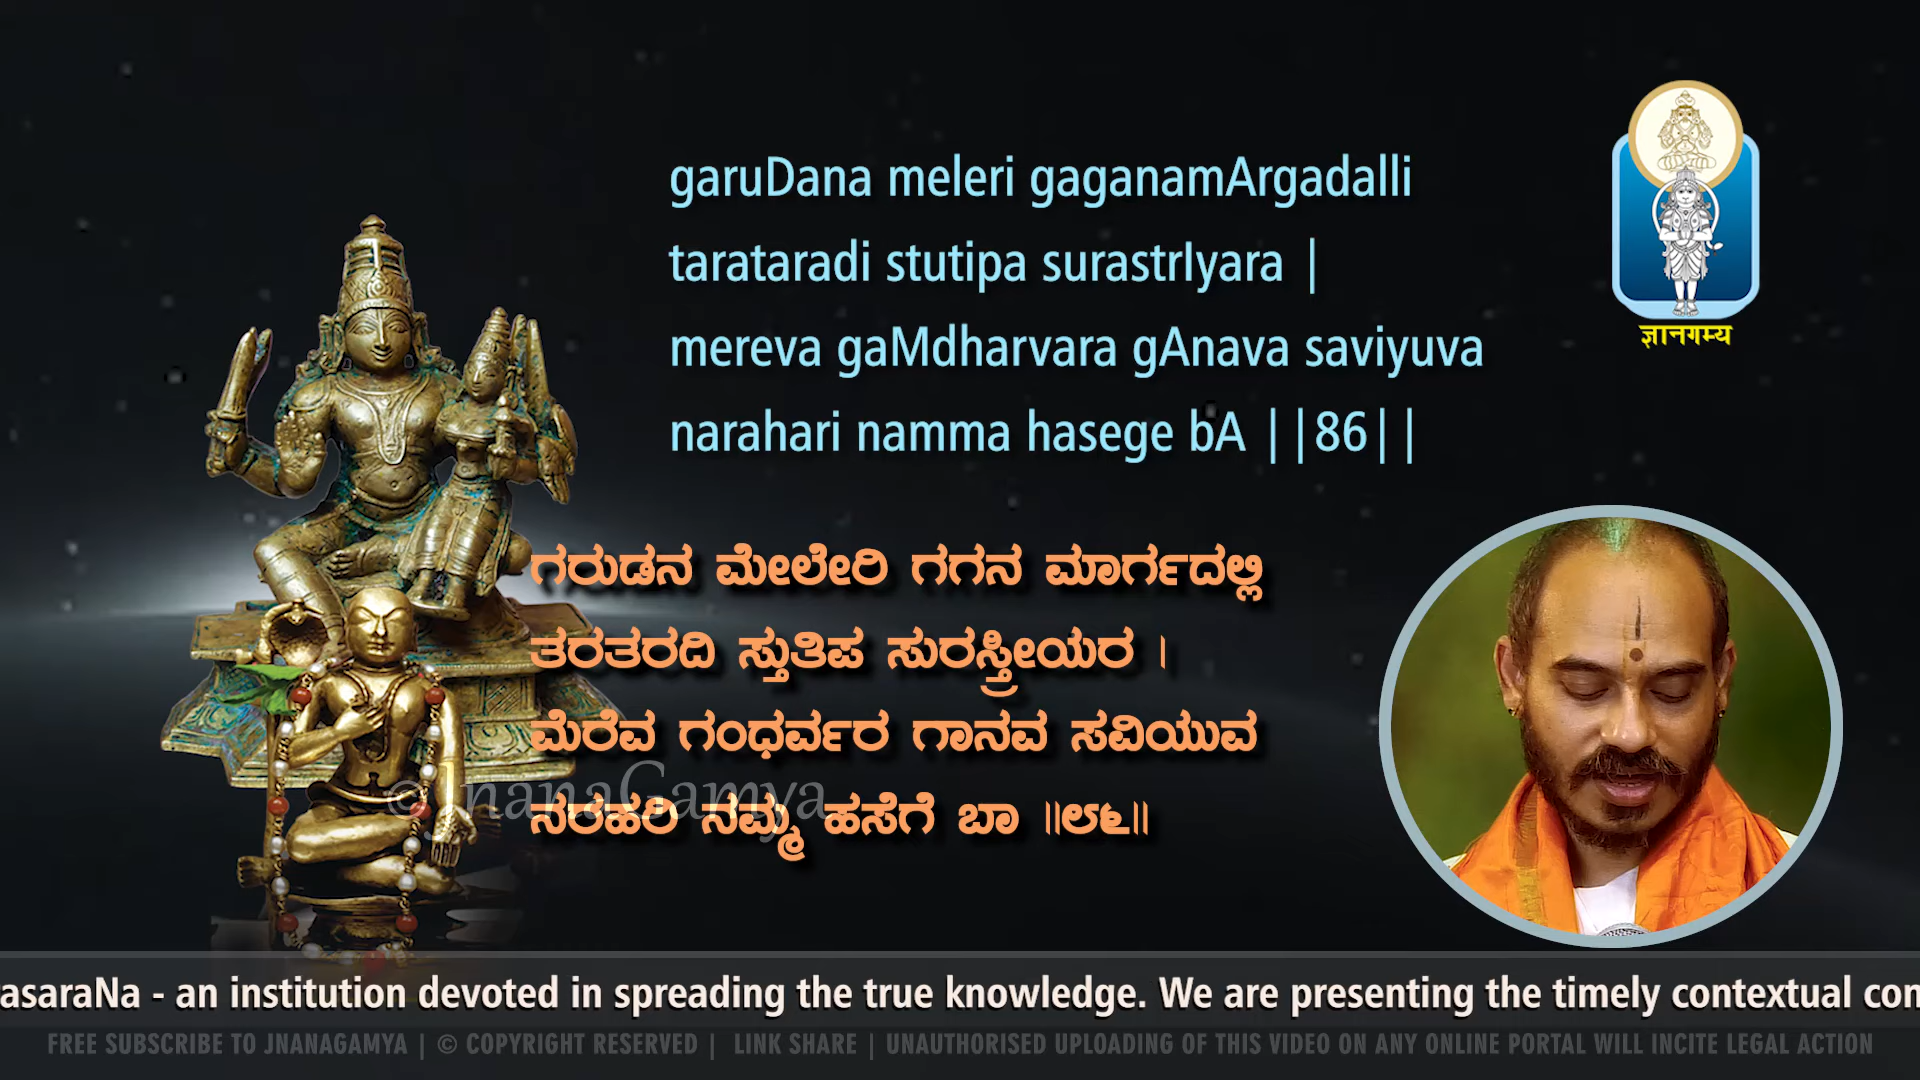 garuDana meleri gaganamArgadalli
tarataradi stutipa surastrIyara |
mereva gaMdharvara gAnava saviyuva
narahari namma hasege bA ||86||
ज्ञानगम्य
ಗರುಡನ ಮೇಲೇರಿ ಗಗನ ಮಾರ್ಗದಲ್ಲಿ
ತರತರದಿ ಸ್ತುತಿಪ ಸುರಸ್ತ್ರೀಯರ ।
ಮೆರೆವ ಗಂಧರ್ವರ ಗಾನವ ಸವಿಯುವ
© JnanaGamya
ನರಹರಿ ನಮ್ಮ ಹಸೆಗೆ ಬಾ ॥೮೬॥
asaraNa - an institution devoted in spreading the true knowledge. We are presenting the timely contextual con
FREE SUBSCRIBE TO JNANAGAMYA | © COPYRIGHT RESERVED | LINK SHARE | UNAUTHORISED UPLOADING OF THIS VIDEO ON ANY ONLINE PORTAL WILL INCITE LEGAL ACTION